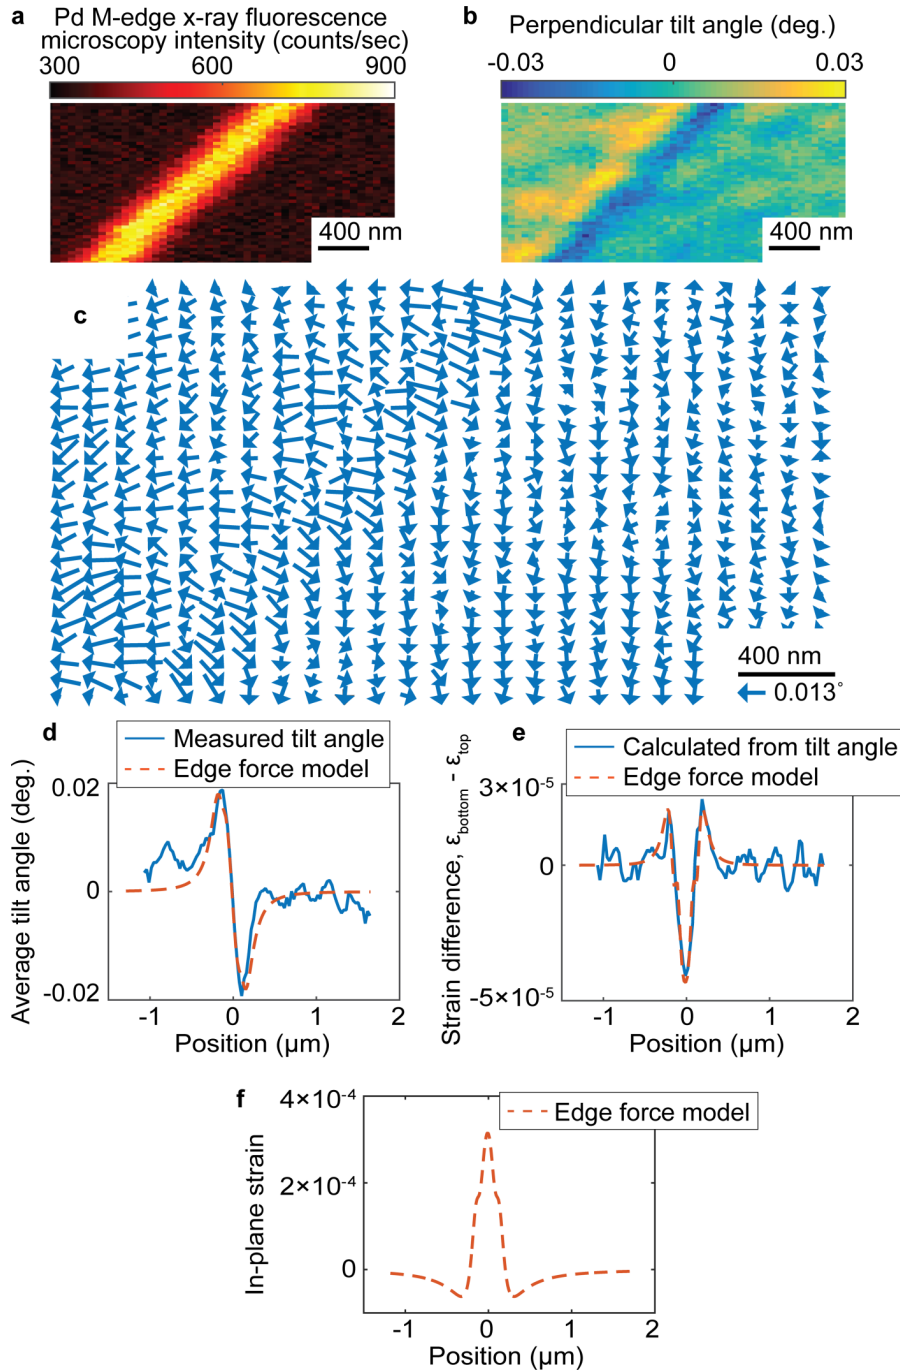 a
Pd M-edge x-ray fluorescence
microscopy intensity (counts/sec)
300 600 900
400 nm
b
Perpendicular tilt angle (deg.)
-0.03 0 0.03
400 nm
c
400 nm
0.013°
d
Measured tilt angle
Edge force model
Average tilt angle (deg.)
0.02
0
-0.02
-1 0 1 2
Position (μm)
e
Calculated from tilt angle
Edge force model
Strain difference, ε_bottom - ε_top
3×10⁻⁵
0
-5×10⁻⁵
-1 0 1 2
Position (μm)
f
Edge force model
In-plane strain
4×10⁻⁴
2×10⁻⁴
0
-1 0 1 2
Position (μm)